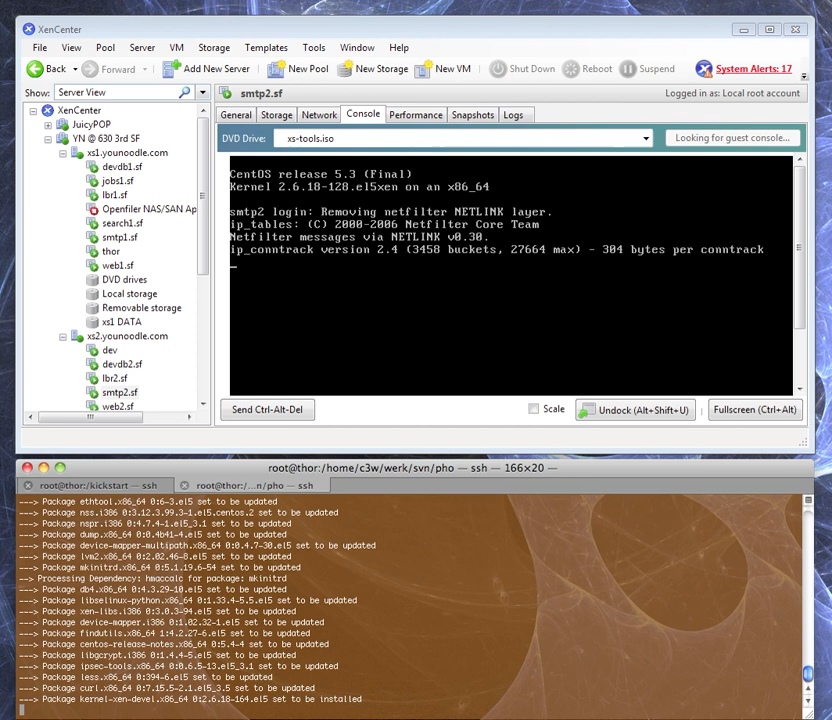 XenCenter
File View Pool Server VM Storage Templates Tools Window Help
Back Forward Add New Server New Pool New Storage New VM Shut Down Reboot Suspend System Alerts: 17
Show: Server View
smtp2.sf Logged in as: Local root account
General Storage Network Console Performance Snapshots Logs
DVD Drive: xs-tools.iso Looking for guest console...
XenCenter
JuicyPOP
YN @ 630 3rd SF
xs1.younoodle.com
devdb1.sf
jobs1.sf
lbr1.sf
Openfiler NAS/SAN Ap
search1.sf
smtp1.sf
thor
web1.sf
DVD drives
Local storage
Removable storage
xs1 DATA
xs2.younoodle.com
dev
devdb2.sf
lbr2.sf
smtp2.sf
web2.sf
CentOS release 5.3 (Final)
Kernel 2.6.18-128.el5xen on an x86_64
smtp2 login: Removing netfilter NETLINK layer.
ip_tables: (C) 2000-2006 Netfilter Core Team
Netfilter messages via NETLINK v0.30.
ip_conntrack version 2.4 (3458 buckets, 27664 max) - 304 bytes per conntrack
Send Ctrl-Alt-Del Scale Undock (Alt+Shift+U) Fullscreen (Ctrl+Alt)
root@thor:/home/c3w/werk/svn/pho — ssh — 166×20 —
root@thor:/kickstart — ssh root@thor:/...n/pho — ssh
---> Package ethtool.x86_64 0:6-3.el5 set to be updated
---> Package nss.i386 0:3.12.3.99.3-1.el5.centos.2 set to be updated
---> Package nspr.i386 0:4.7.4-1.el5_3.1 set to be updated
---> Package dump.x86_64 0:0.4b41-4.el5 set to be updated
---> Package device-mapper-multipath.x86_64 0:0.4.7-30.el5 set to be updated
---> Package lvm2.x86_64 0:2.02.46-8.el5 set to be updated
---> Package mkinitrd.x86_64 0:5.1.19.6-54 set to be updated
--> Processing Dependency: hmaccalc for package: mkinitrd
---> Package db4.x86_64 0:4.3.29-10.el5 set to be updated
---> Package libselinux-python.x86_64 0:1.33.4-5.5.el5 set to be updated
---> Package xen-libs.i386 0:3.0.3-94.el5 set to be updated
---> Package device-mapper.i386 0:1.02.32-1.el5 set to be updated
---> Package findutils.x86_64 1:4.2.27-6.el5 set to be updated
---> Package centos-release-notes.x86_64 0:5.4-4 set to be updated
---> Package libgcrypt.i386 0:1.4.4-5.el5 set to be updated
---> Package ipsec-tools.x86_64 0:0.6.5-13.el5_3.1 set to be updated
---> Package less.x86_64 0:394-6.el5 set to be updated
---> Package curl.x86_64 0:7.15.5-2.1.el5_3.5 set to be updated
---> Package kernel-xen-devel.x86_64 0:2.6.18-164.el5 set to be installed